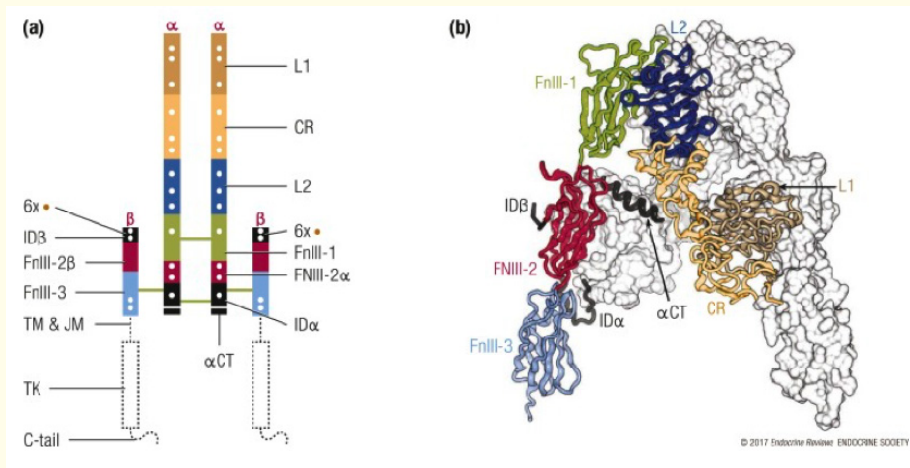 (a)
α
α
L1
CR
L2
6x
β
β
6x
IDβ
FnIII-2β
FnIII-1
FNIII-2α
FnIII-3
IDα
TM & JM
αCT
TK
C-tail
(b)
L2
FnIII-1
L1
IDβ
FNIII-2
αCT
CR
IDα
FnIII-3
© 2017 Endocrine Reviews ENDOCRINE SOCIETY